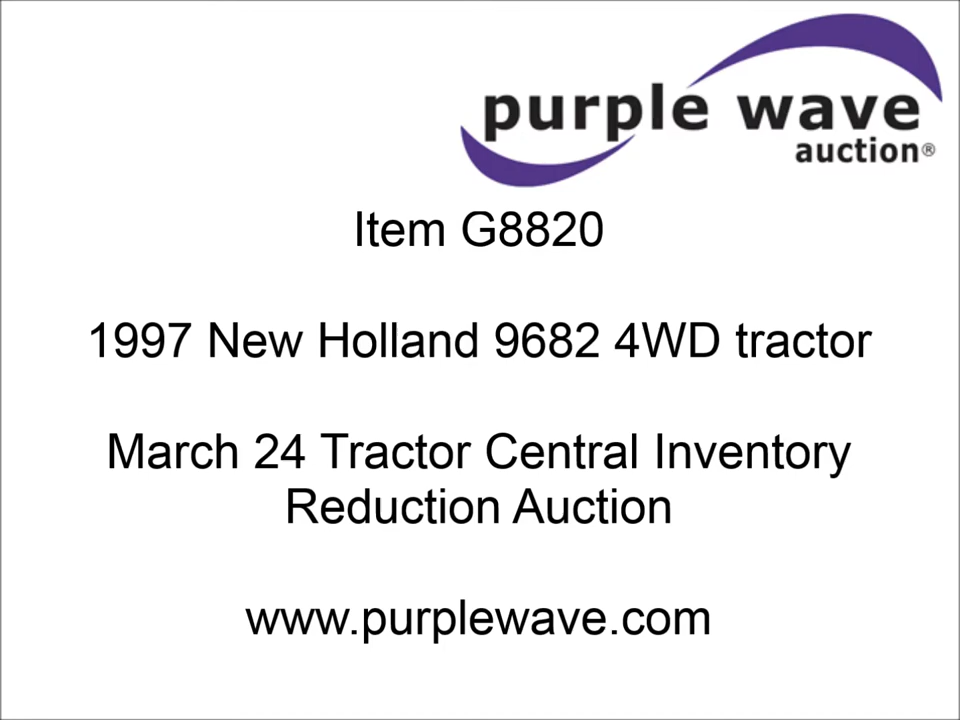 purple wave
auction®
Item G8820
1997 New Holland 9682 4WD tractor
March 24 Tractor Central Inventory
Reduction Auction
www.purplewave.com